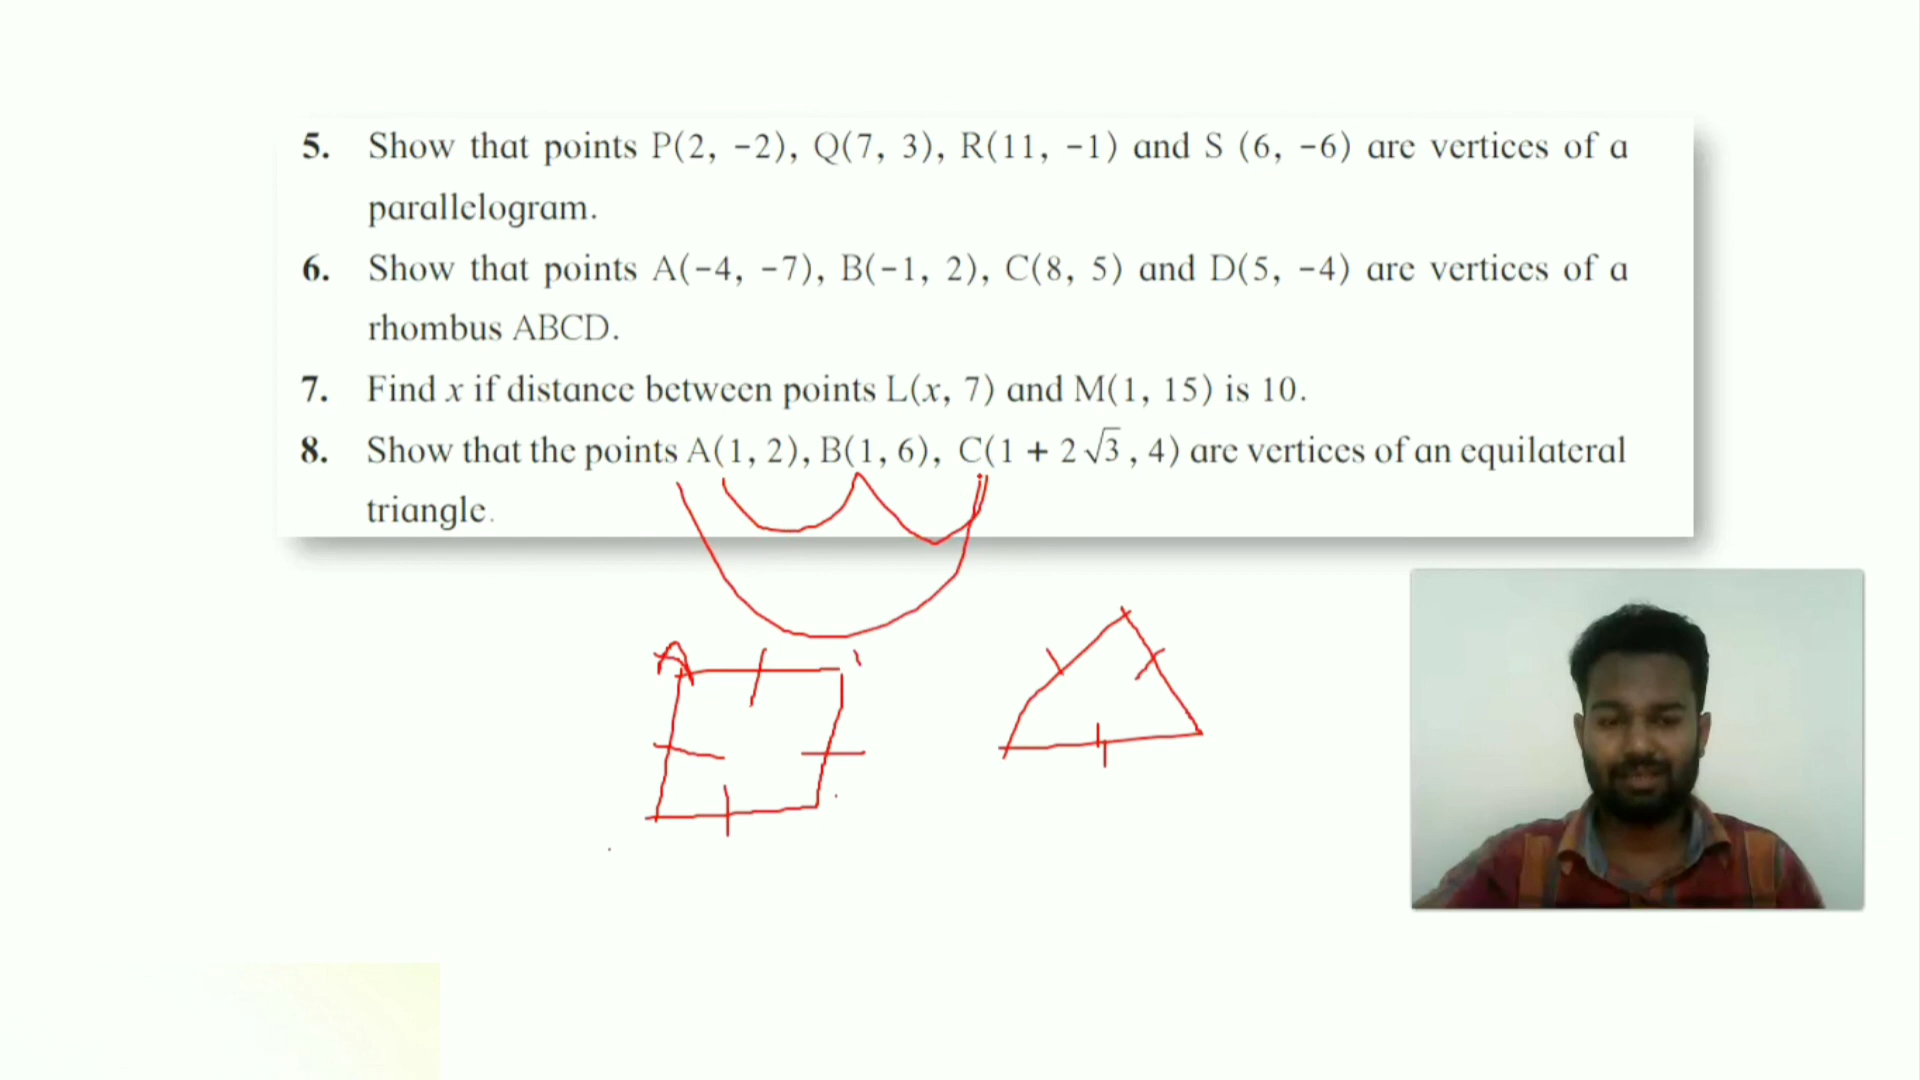 5. Show that points P(2, −2), Q(7, 3), R(11, −1) and S (6, −6) are vertices of a
parallelogram.
6. Show that points A(−4, −7), B(−1, 2), C(8, 5) and D(5, −4) are vertices of a
rhombus ABCD.
7. Find x if distance between points L(x, 7) and M(1, 15) is 10.
8. Show that the points A(1, 2), B(1, 6), C(1 + 2√3, 4) are vertices of an equilateral
triangle.
A